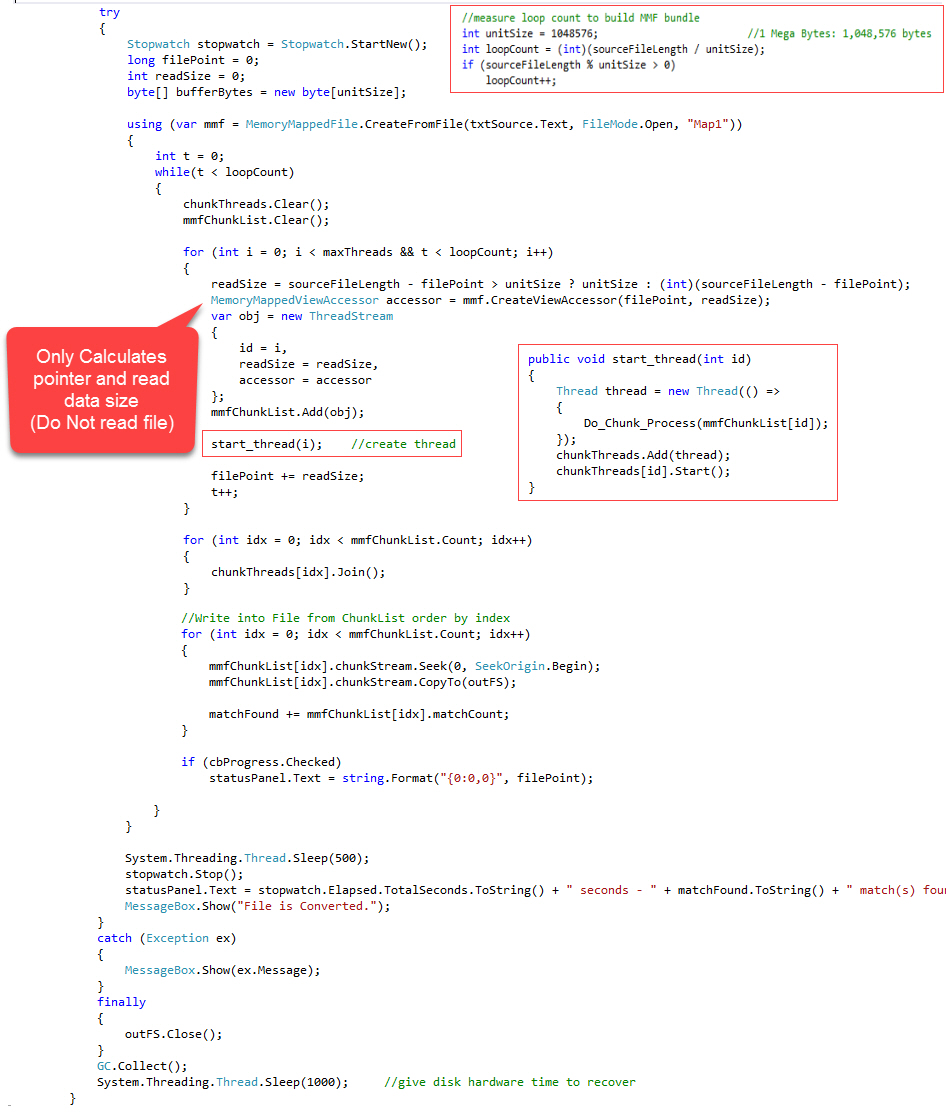 try
{
Stopwatch stopwatch = Stopwatch.StartNew();
long filePoint = 0;
int readSize = 0;
byte[] bufferBytes = new byte[unitSize];
//measure loop count to build MMF bundle
int unitSize = 1048576; //1 Mega Bytes: 1,048,576 bytes
int loopCount = (int)(sourceFileLength / unitSize);
if (sourceFileLength % unitSize > 0)
loopCount++;
using (var mmf = MemoryMappedFile.CreateFromFile(txtSource.Text, FileMode.Open, "Map1"))
{
int t = 0;
while(t < loopCount)
{
chunkThreads.Clear();
mmfChunkList.Clear();
for (int i = 0; i < maxThreads && t < loopCount; i++)
{
readSize = sourceFileLength - filePoint > unitSize ? unitSize : (int)(sourceFileLength - filePoint);
MemoryMappedViewAccessor accessor = mmf.CreateViewAccessor(filePoint, readSize);
var obj = new ThreadStream
{
id = i,
readSize = readSize,
accessor = accessor
};
mmfChunkList.Add(obj);
Only Calculates
pointer and read
data size
(Do Not read file)
start_thread(i); //create thread
filePoint += readSize;
t++;
}
public void start_thread(int id)
{
Thread thread = new Thread(() =>
{
Do_Chunk_Process(mmfChunkList[id]);
});
chunkThreads.Add(thread);
chunkThreads[id].Start();
}
for (int idx = 0; idx < mmfChunkList.Count; idx++)
{
chunkThreads[idx].Join();
}
//Write into File from ChunkList order by index
for (int idx = 0; idx < mmfChunkList.Count; idx++)
{
mmfChunkList[idx].chunkStream.Seek(0, SeekOrigin.Begin);
mmfChunkList[idx].chunkStream.CopyTo(outFS);
matchFound += mmfChunkList[idx].matchCount;
}
if (cbProgress.Checked)
statusPanel.Text = string.Format("{0:0,0}", filePoint);
}
}
System.Threading.Thread.Sleep(500);
stopwatch.Stop();
statusPanel.Text = stopwatch.Elapsed.TotalSeconds.ToString() + " seconds - " + matchFound.ToString() + " match(s) fou
MessageBox.Show("File is Converted.");
}
catch (Exception ex)
{
MessageBox.Show(ex.Message);
}
finally
{
outFS.Close();
}
GC.Collect();
System.Threading.Thread.Sleep(1000); //give disk hardware time to recover
}